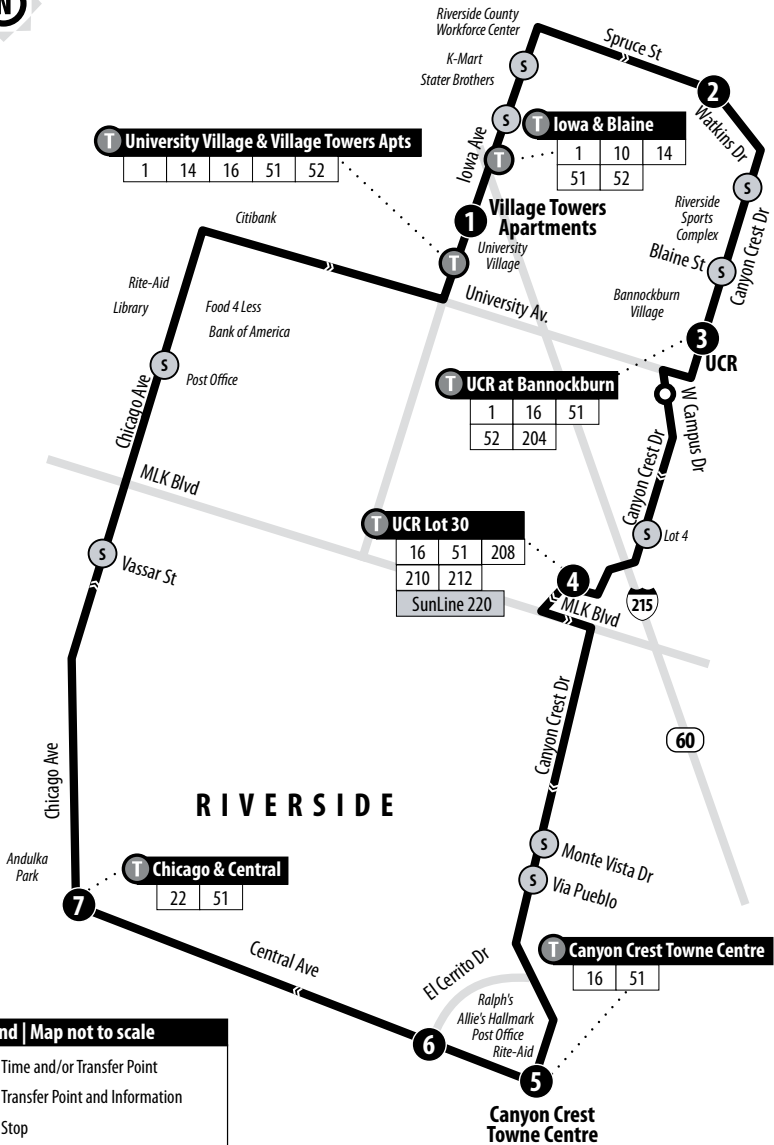 N
Riverside County
Workforce Center
K-Mart
Stater Brothers
S
S
Spruce St
2
Watkins Dr
T University Village & Village Towers Apts
1 14 16 51 52
T Iowa & Blaine
1 10 14
51 52
Iowa Ave
T
1
Village Towers
Apartments
T
University
Village
S
Riverside
Sports
Complex
Canyon Crest Dr
Blaine St
S
Bannockburn
Village
3
UCR
Citibank
University Av.
Rite-Aid
Library
Food 4 Less
Bank of America
S
Post Office
Chicago Ave
T UCR at Bannockburn
1 16 51
52 204
W Campus Dr
Canyon Crest Dr
S
Lot 4
MLK Blvd
T UCR Lot 30
16 51 208
210 212
SunLine 220
4
MLK Blvd
215
S
Vassar St
60
Canyon Crest Dr
Chicago Ave
RIVERSIDE
S
Monte Vista Dr
S
Via Pueblo
Andulka
Park
T Chicago & Central
22 51
7
Central Ave
El Cerrito Dr
T Canyon Crest Towne Centre
16 51
Ralph's
Allie's Hallmark
Post Office
Rite-Aid
6
5
Canyon Crest
Towne Centre
nd | Map not to scale
Time and/or Transfer Point
Transfer Point and Information
Stop